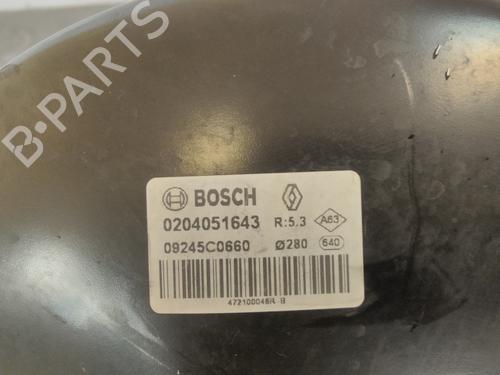 B-PARTS
BOSCH
0204051643 R:5.3 A63
09245C0660 Ø280 640
472100046R B